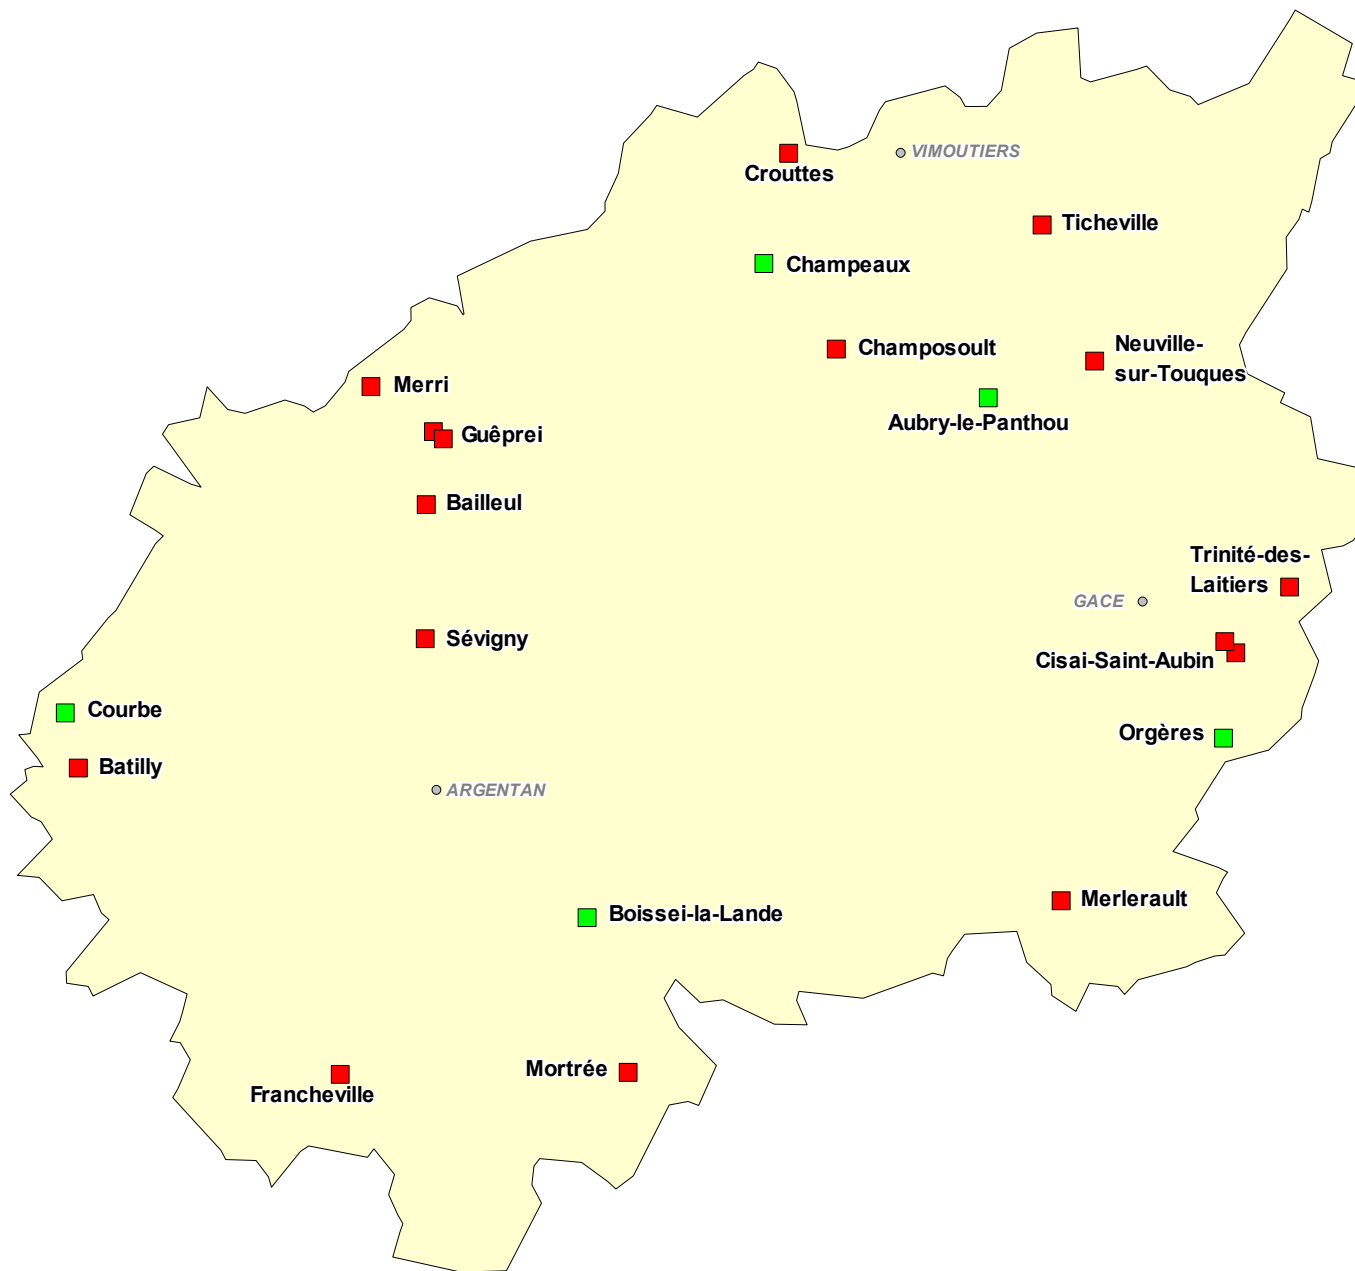 VIMOUTIERS
Crouttes
Ticheville
Champeaux
Champosoult
Neuville-
sur-Touques
Merri
Aubry-le-Panthou
Guêprei
Bailleul
Trinité-des-
Laitiers
GACE
Sévigny
Cisai-Saint-Aubin
Courbe
Orgères
Batilly
ARGENTAN
Merlerault
Boissei-la-Lande
Mortrée
Francheville